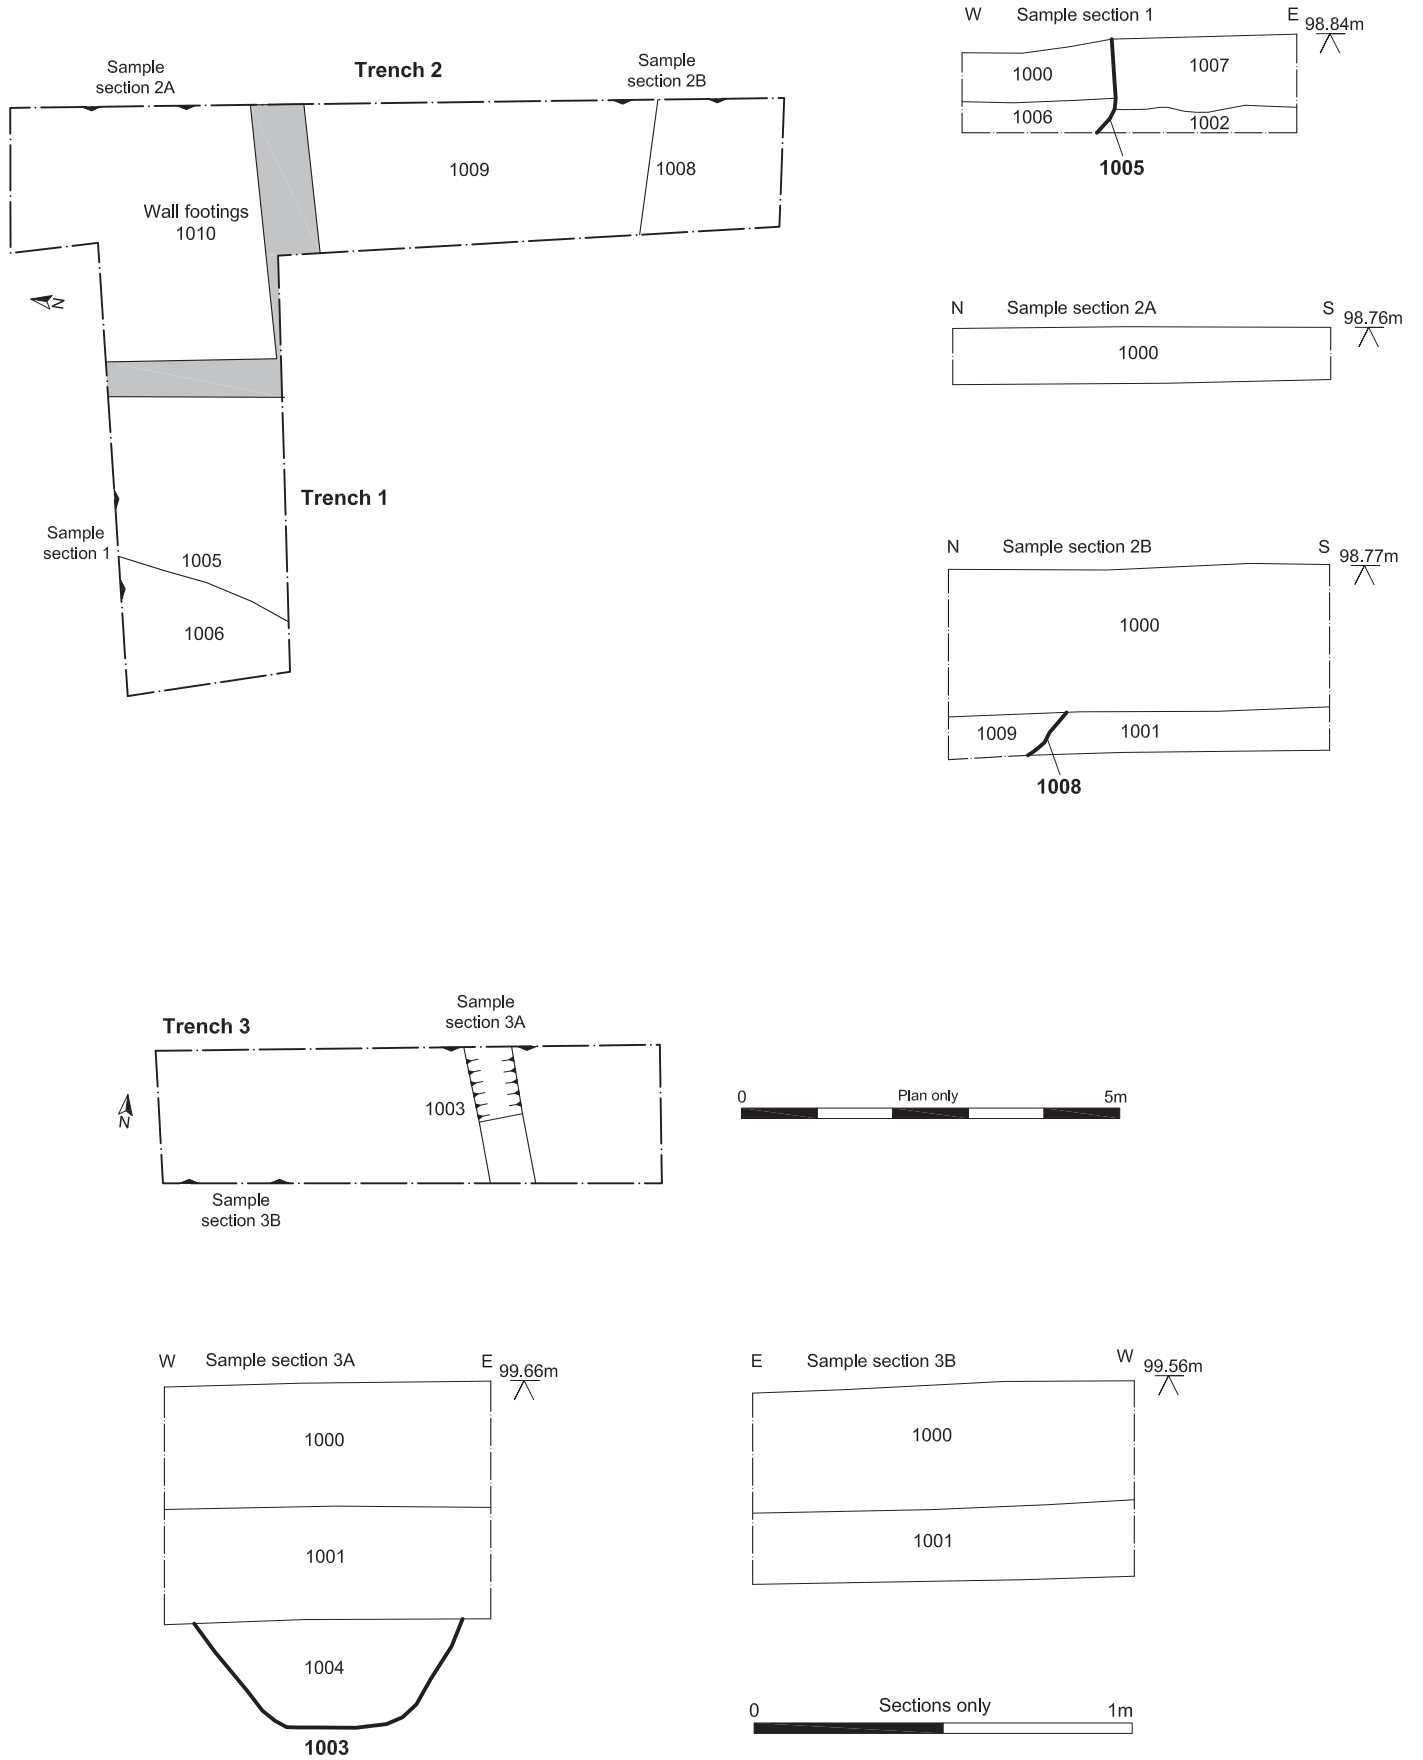 Sample
section 2A
Trench 2
Sample
section 2B
1009
1008
Wall footings
1010
N
Trench 1
Sample
section 1
1005
1006
W Sample section 1 E 98.84m
1000
1007
1006
1002
1005
N Sample section 2A S 98.76m
1000
N Sample section 2B S 98.77m
1000
1009
1001
1008
Trench 3
Sample
section 3A
1003
N
Sample
section 3B
0 Plan only 5m
W Sample section 3A E 99.66m
1000
1001
1004
1003
E Sample section 3B W 99.56m
1000
1001
0 Sections only 1m